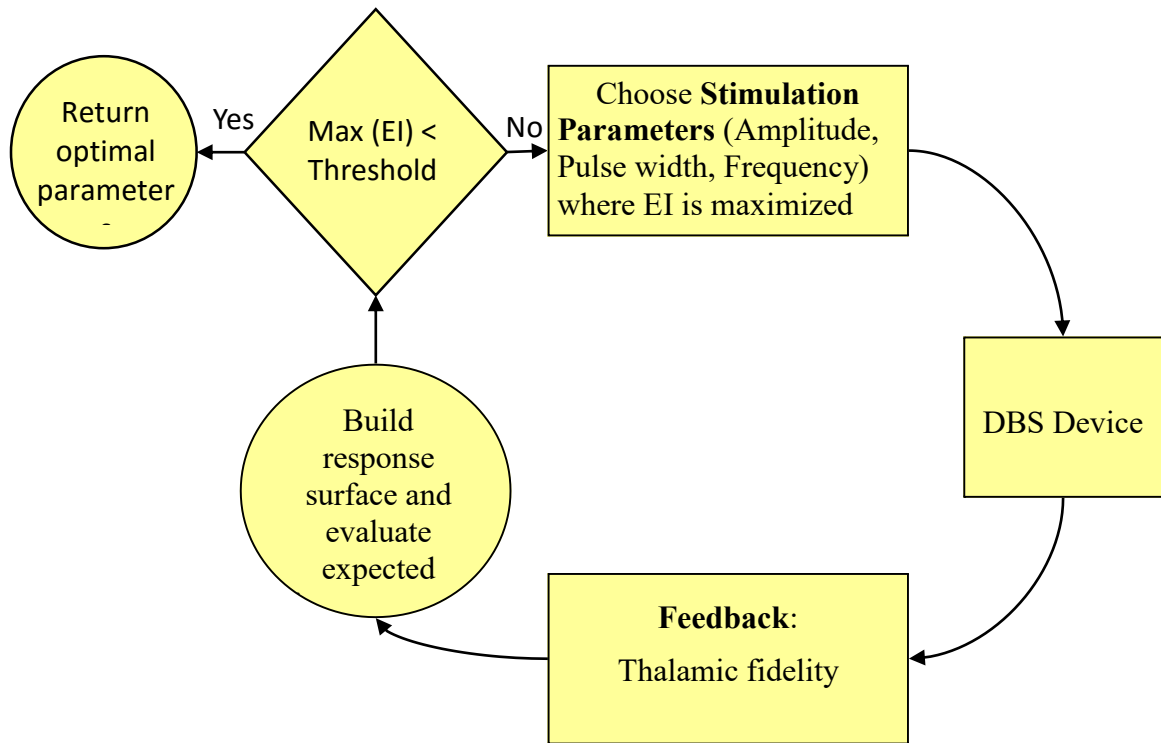 Return
optimal
parameter
Yes
Max (EI) <
Threshold
No
Choose Stimulation
Parameters (Amplitude,
Pulse width, Frequency)
where EI is maximized
DBS Device
Feedback:
Thalamic fidelity
Build
response
surface and
evaluate
expected